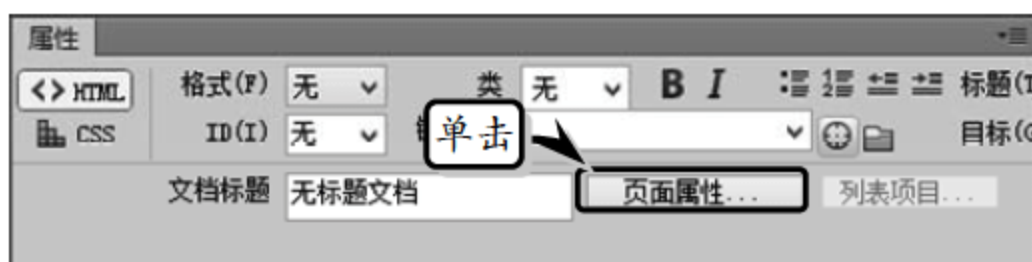 属性
<> HTML 格式(F) 无 类 无 B I 标题(T
CSS ID(I) 无 单击 目标(O
文档标题 无标题文档 页面属性... 列表项目...